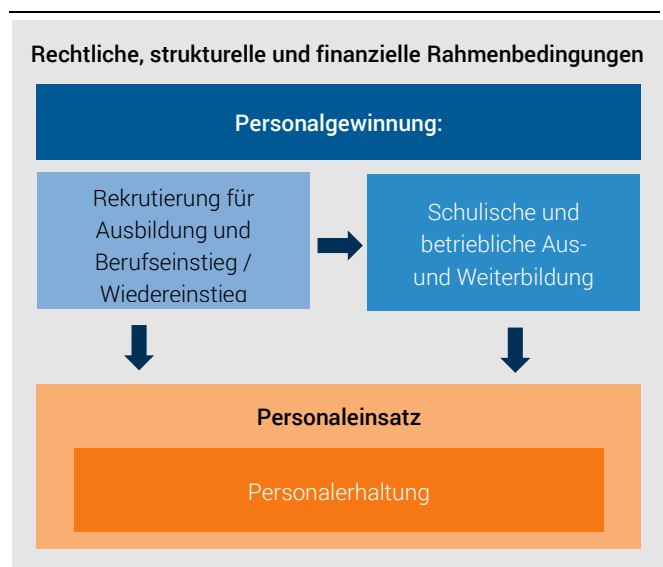 Rechtliche, strukturelle und finanzielle Rahmenbedingungen
Personalgewinnung:
Rekrutierung für
Ausbildung und
Berufseinstieg /
Wiedereinstieg
Schulische und
betriebliche Aus-
und Weiterbildung
Personaleinsatz
Personalerhaltung